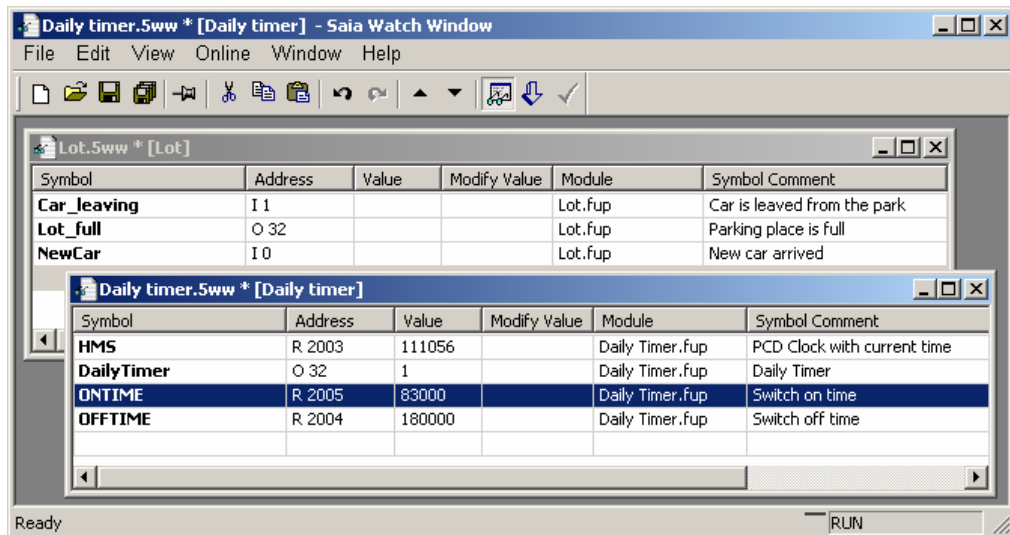 Daily timer.5ww * [Daily timer] - Saia Watch Window
File Edit View Online Window Help
Lot.5ww * [Lot]
Symbol Address Value Modify Value Module Symbol Comment
Car_leaving I 1 Lot.fup Car is leaved from the park
Lot_full O 32 Lot.fup Parking place is full
NewCar I 0 Lot.fup New car arrived
Daily timer.5ww * [Daily timer]
Symbol Address Value Modify Value Module Symbol Comment
HMS R 2003 111056 Daily Timer.fup PCD Clock with current time
DailyTimer O 32 1 Daily Timer.fup Daily Timer
ONTIME R 2005 83000 Daily Timer.fup Switch on time
OFFTIME R 2004 180000 Daily Timer.fup Switch off time
Ready RUN